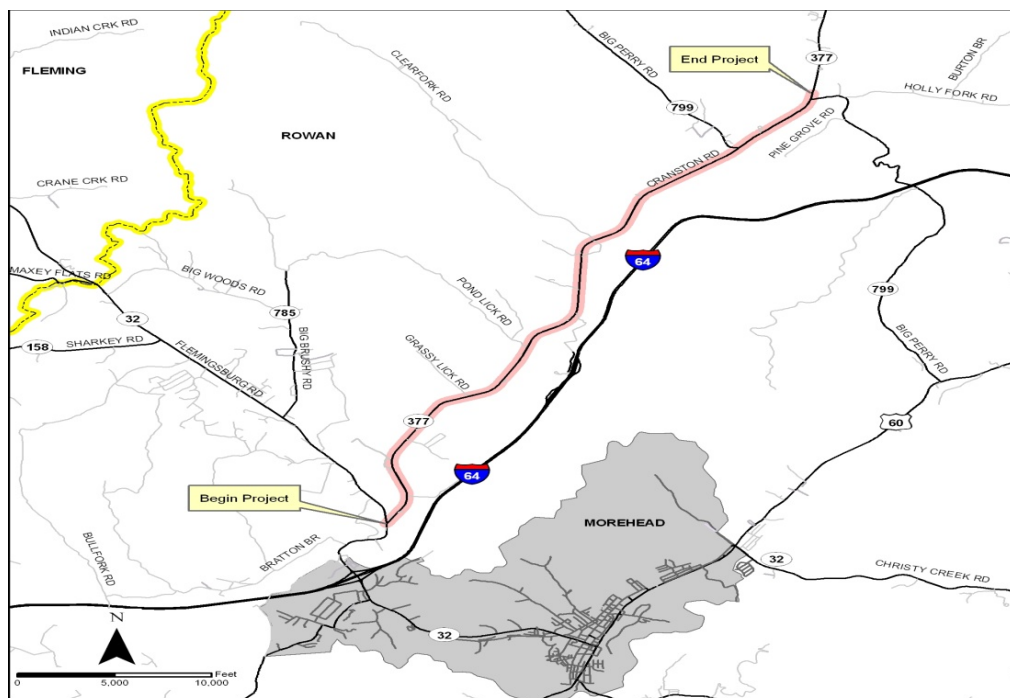 INDIAN CRK RD
FLEMING
CLEARFORK RD
BIG PERRY RD
End Project
377
BURTON BR
HOLLY FORK RD
799
ROWAN
PINE GROVE RD
CRANSTON RD
CRANE CRK RD
64
MAXEY FLATS RD
BIG WOODS RD
POND LICK RD
799
32
785
158
SHARKEY RD
FLEMINGSBURG RD
BIG BRUSHY RD
GRASSY LICK RD
BIG PERRY RD
377
60
64
Begin Project
MOREHEAD
BULLFORK RD
BRATTON BR
32
CHRISTY CREEK RD
N
32
Feet
0 5,000 10,000